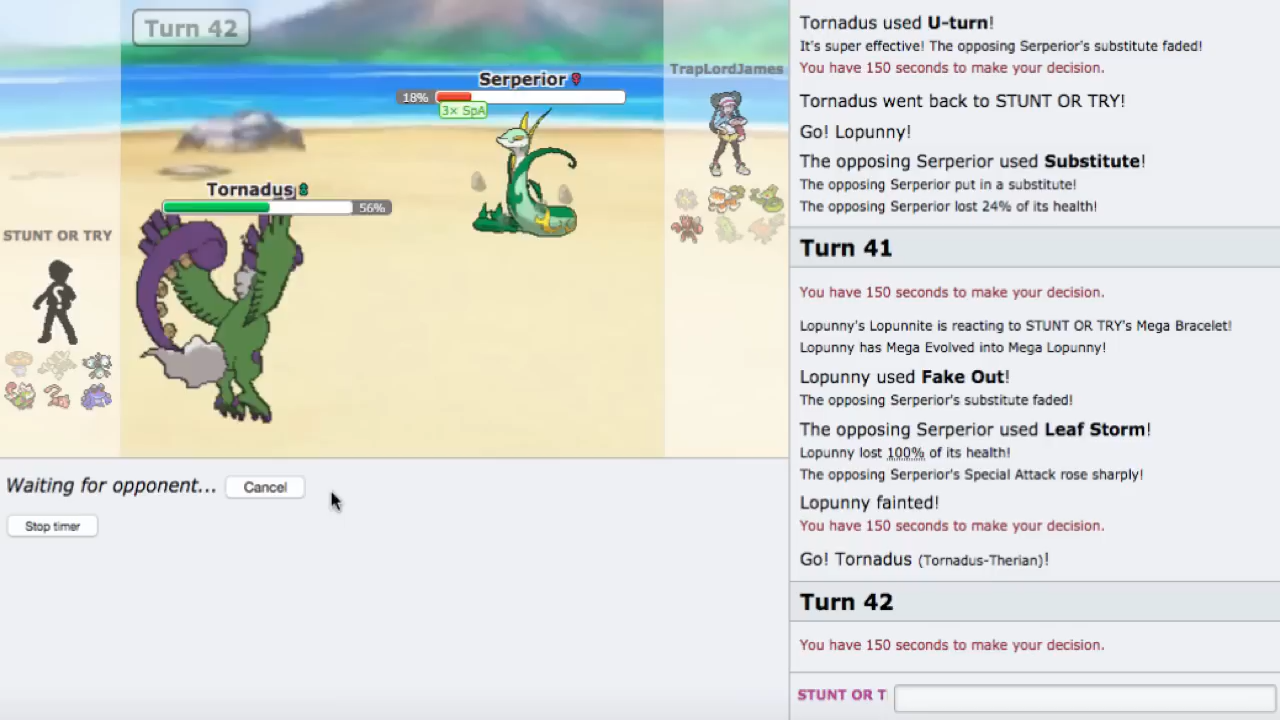 Turn 42
Serperior
18%
3× SpA
Tornadus
56%
STUNT OR TRY
TrapLordJames
Waiting for opponent...
Cancel
Stop timer
Tornadus used U-turn!
It's super effective! The opposing Serperior's substitute faded!
You have 150 seconds to make your decision.
Tornadus went back to STUNT OR TRY!
Go! Lopunny!
The opposing Serperior used Substitute!
The opposing Serperior put in a substitute!
The opposing Serperior lost 24% of its health!
Turn 41
You have 150 seconds to make your decision.
Lopunny's Lopunnite is reacting to STUNT OR TRY's Mega Bracelet!
Lopunny has Mega Evolved into Mega Lopunny!
Lopunny used Fake Out!
The opposing Serperior's substitute faded!
The opposing Serperior used Leaf Storm!
Lopunny lost 100% of its health!
The opposing Serperior's Special Attack rose sharply!
Lopunny fainted!
You have 150 seconds to make your decision.
Go! Tornadus (Tornadus-Therian)!
Turn 42
You have 150 seconds to make your decision.
STUNT OR T